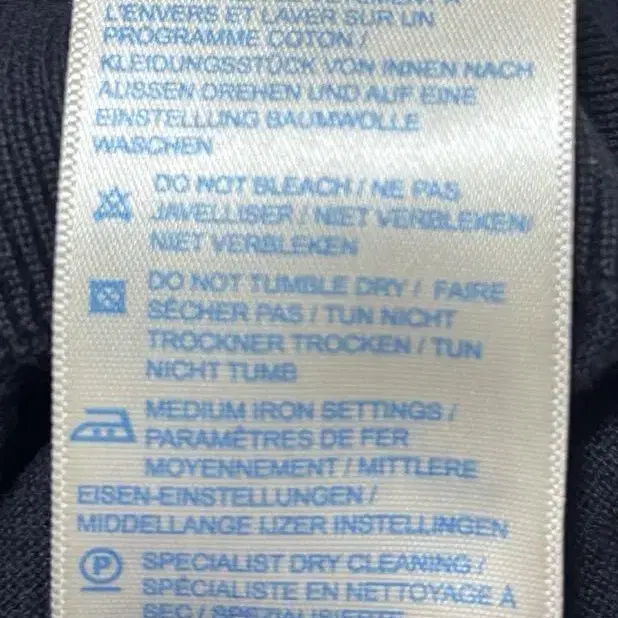 L'ENVERS ET LAVER SUR UN
PROGRAMME COTON /
KLEIDUNGSSTÜCK VON INNEN NACH
AUSSEN DREHEN UND AUF EINE
EINSTELLUNG BAUMWOLLE
WASCHEN
DO NOT BLEACH / NE PAS
JAVELLISER / NIET VERBLEKEN/
NIET VERBLEKEN
DO NOT TUMBLE DRY / FAIRE
SÉCHER PAS / TUN NICHT
TROCKNER TROCKEN / TUN
NICHT TUMB
MEDIUM IRON SETTINGS /
PARAMÈTRES DE FER
MOYENNEMENT / MITTLERE
EISEN-EINSTELLUNGEN /
MIDDELLANGE IJZER INSTELLINGEN
P SPECIALIST DRY CLEANING /
SPÉCIALISTE EN NETTOYAGE A
SEC / SPEZIALISIERTE